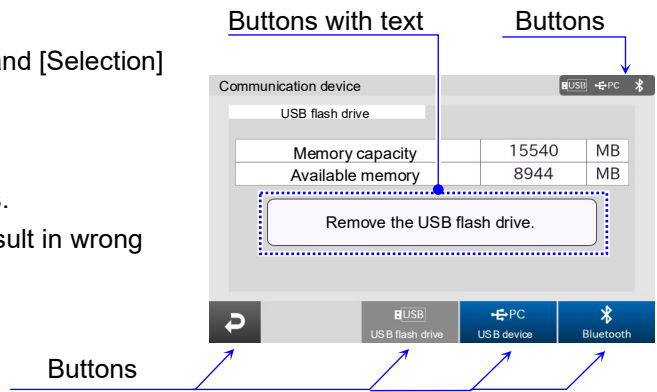 Buttons with text
Buttons
and [Selection]
Communication device
USB PC
USB flash drive
Memory capacity 15540 MB
Available memory 8944 MB
s.
sult in wrong
Remove the USB flash drive.
USB
USB flash drive
PC
USB device
Bluetooth
Buttons